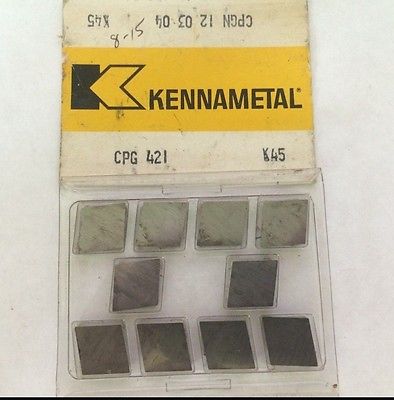 K45 CPGN 12 03 04
8-15
KENNAMETAL®
CPG 421 K45